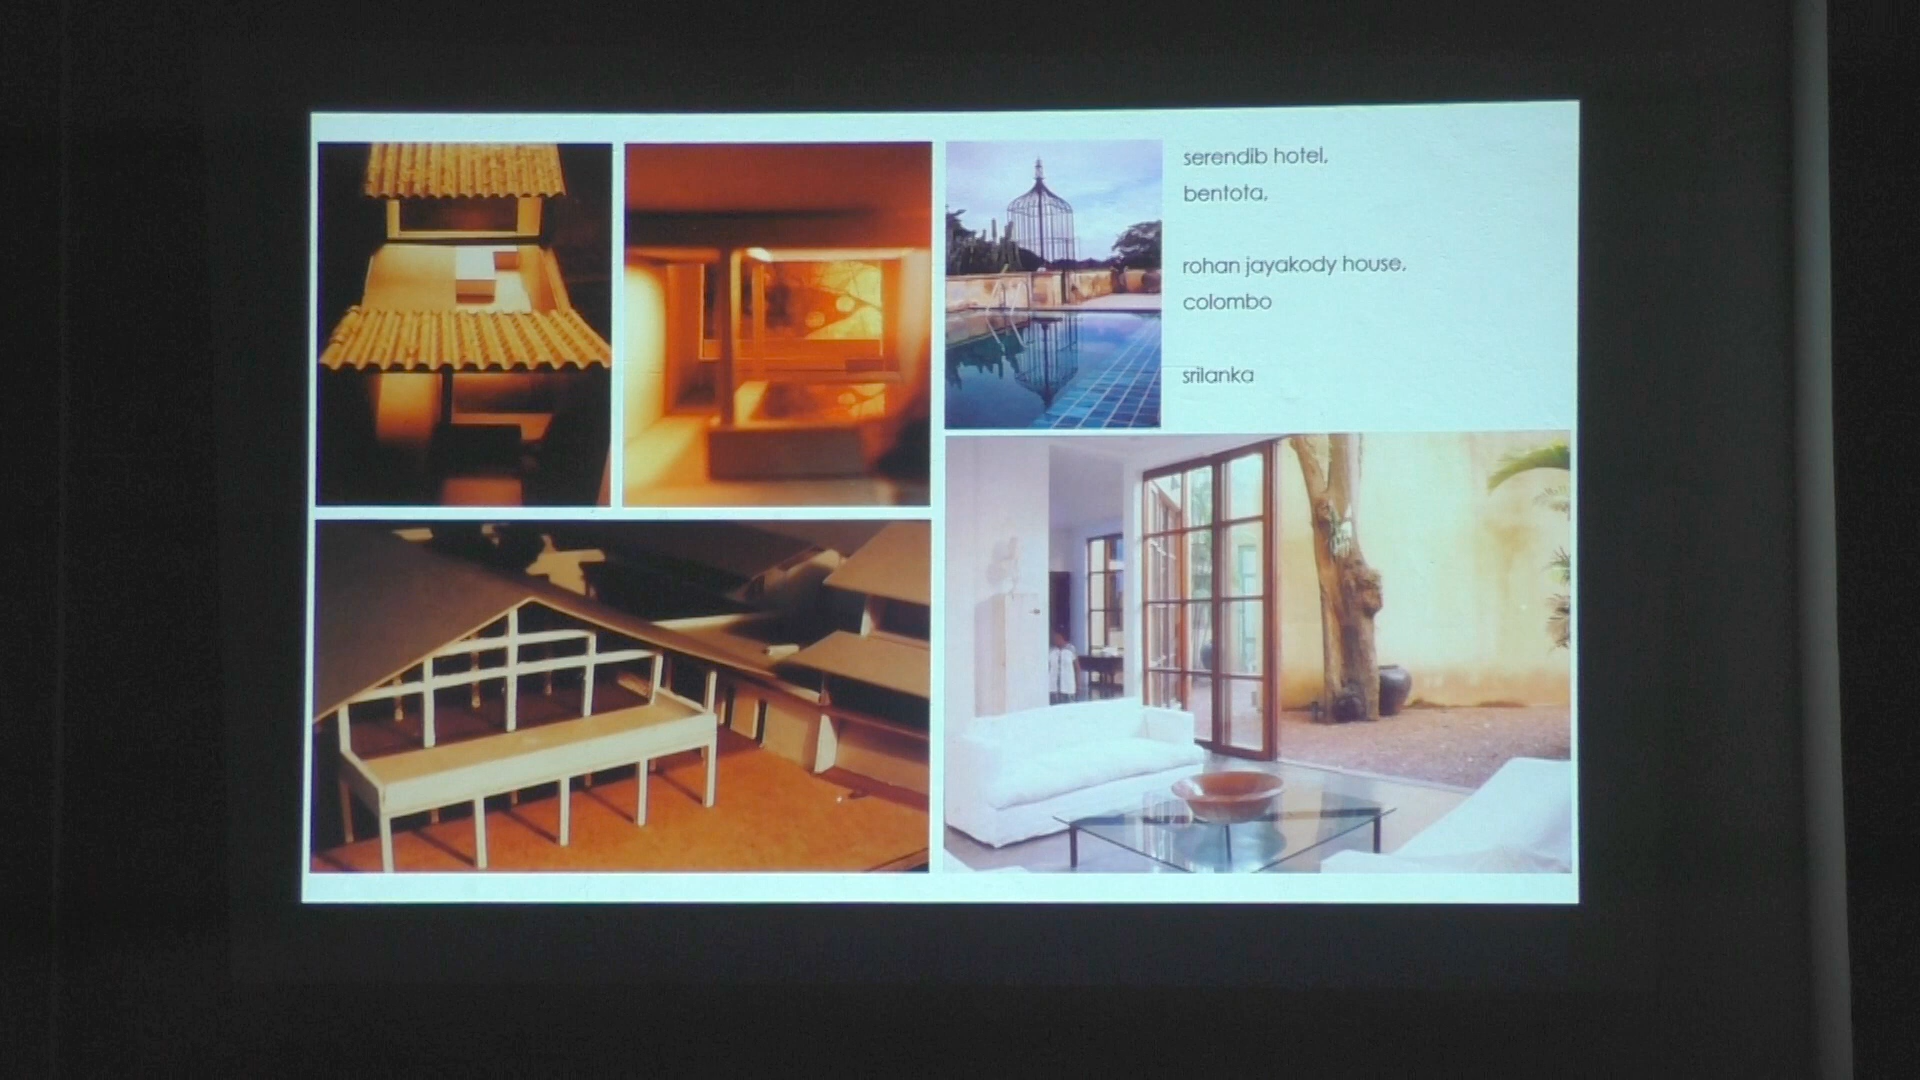 serendib hotel,
bentota,
rohan jayakody house,
colombo
srilanka